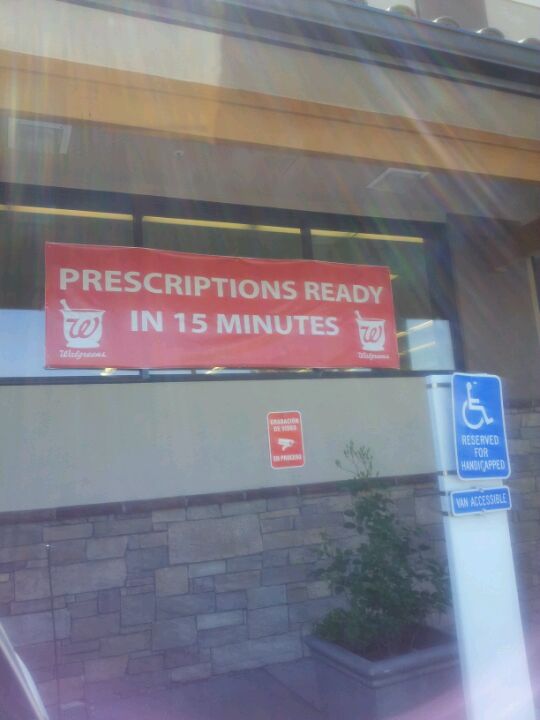 PRESCRIPTIONS READY
IN 15 MINUTES
W
Walgreens
W
Walgreens
GRABACIÓN
DE VIDEO
EN PROCESO
RESERVED
FOR
HANDICAPPED
VAN ACCESSIBLE